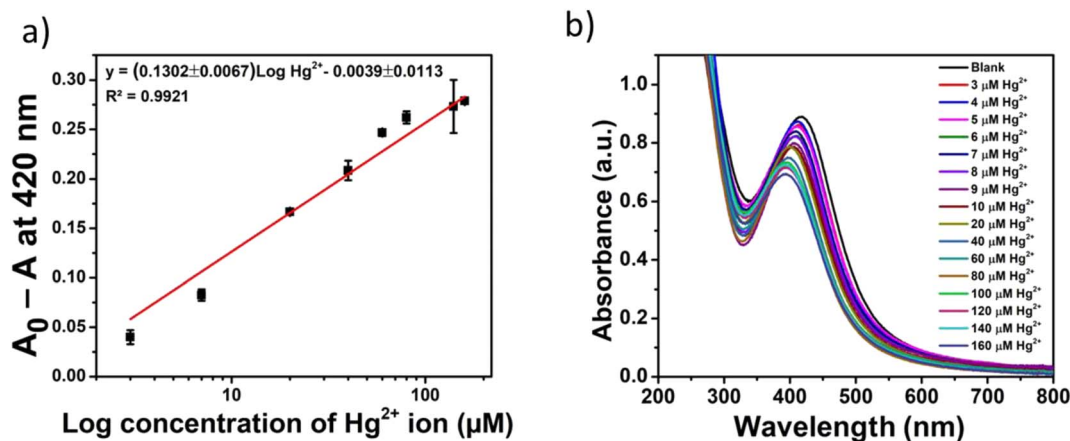 a)
y = (0.1302±0.0067)Log Hg²⁺- 0.0039±0.0113
R² = 0.9921
0.30
0.25
0.20
0.15
0.10
0.05
0.00
10
100
A₀ – A at 420 nm
Log concentration of Hg²⁺ ion (µM)
b)
1.0
0.8
0.6
0.4
0.2
0.0
200
300
400
500
600
700
800
Absorbance (a.u.)
Wavelength (nm)
Blank
3 µM Hg²⁺
4 µM Hg²⁺
5 µM Hg²⁺
6 µM Hg²⁺
7 µM Hg²⁺
8 µM Hg²⁺
9 µM Hg²⁺
10 µM Hg²⁺
20 µM Hg²⁺
40 µM Hg²⁺
60 µM Hg²⁺
80 µM Hg²⁺
100 µM Hg²⁺
120 µM Hg²⁺
140 µM Hg²⁺
160 µM Hg²⁺